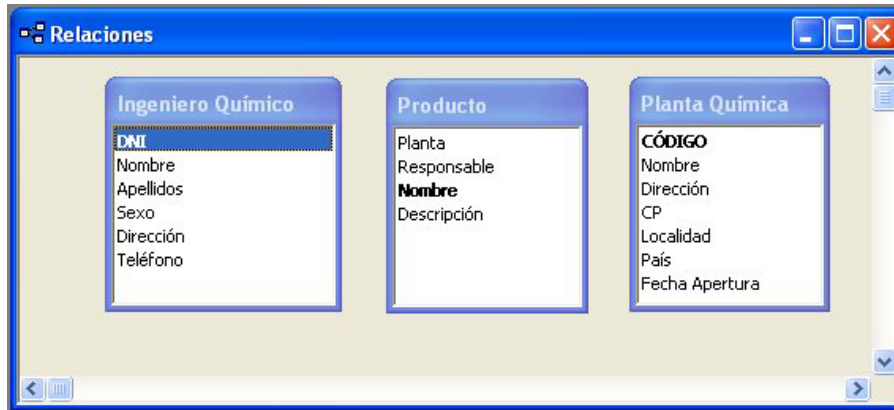 Relaciones
Ingeniero Químico
DNI
Nombre
Apellidos
Sexo
Dirección
Teléfono
Producto
Planta
Responsable
Nombre
Descripción
Planta Química
CÓDIGO
Nombre
Dirección
CP
Localidad
País
Fecha Apertura